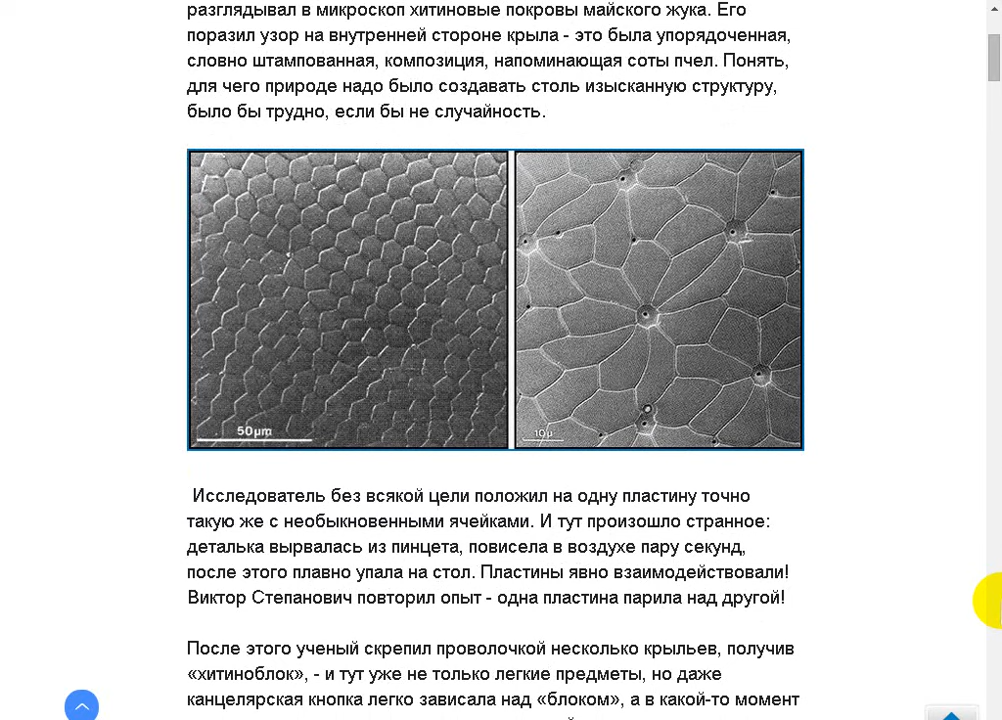 разглядывал в микроскоп хитиновые покровы майского жука. Его
поразил узор на внутренней стороне крыла - это была упорядоченная,
словно штампованная, композиция, напоминающая соты пчел. Понять,
для чего природе надо было создавать столь изысканную структуру,
было бы трудно, если бы не случайность.
50µm
10µ
Исследователь без всякой цели положил на одну пластину точно
такую же с необыкновенными ячейками. И тут произошло странное:
деталька вырвалась из пинцета, повисела в воздухе пару секунд,
после этого плавно упала на стол. Пластины явно взаимодействовали!
Виктор Степанович повторил опыт - одна пластина парила над другой!
После этого ученый скрепил проволочкой несколько крыльев, получив
«хитиноблок», - и тут уже не только легкие предметы, но даже
канцелярская кнопка легко зависала над «блоком», а в какой-то момент